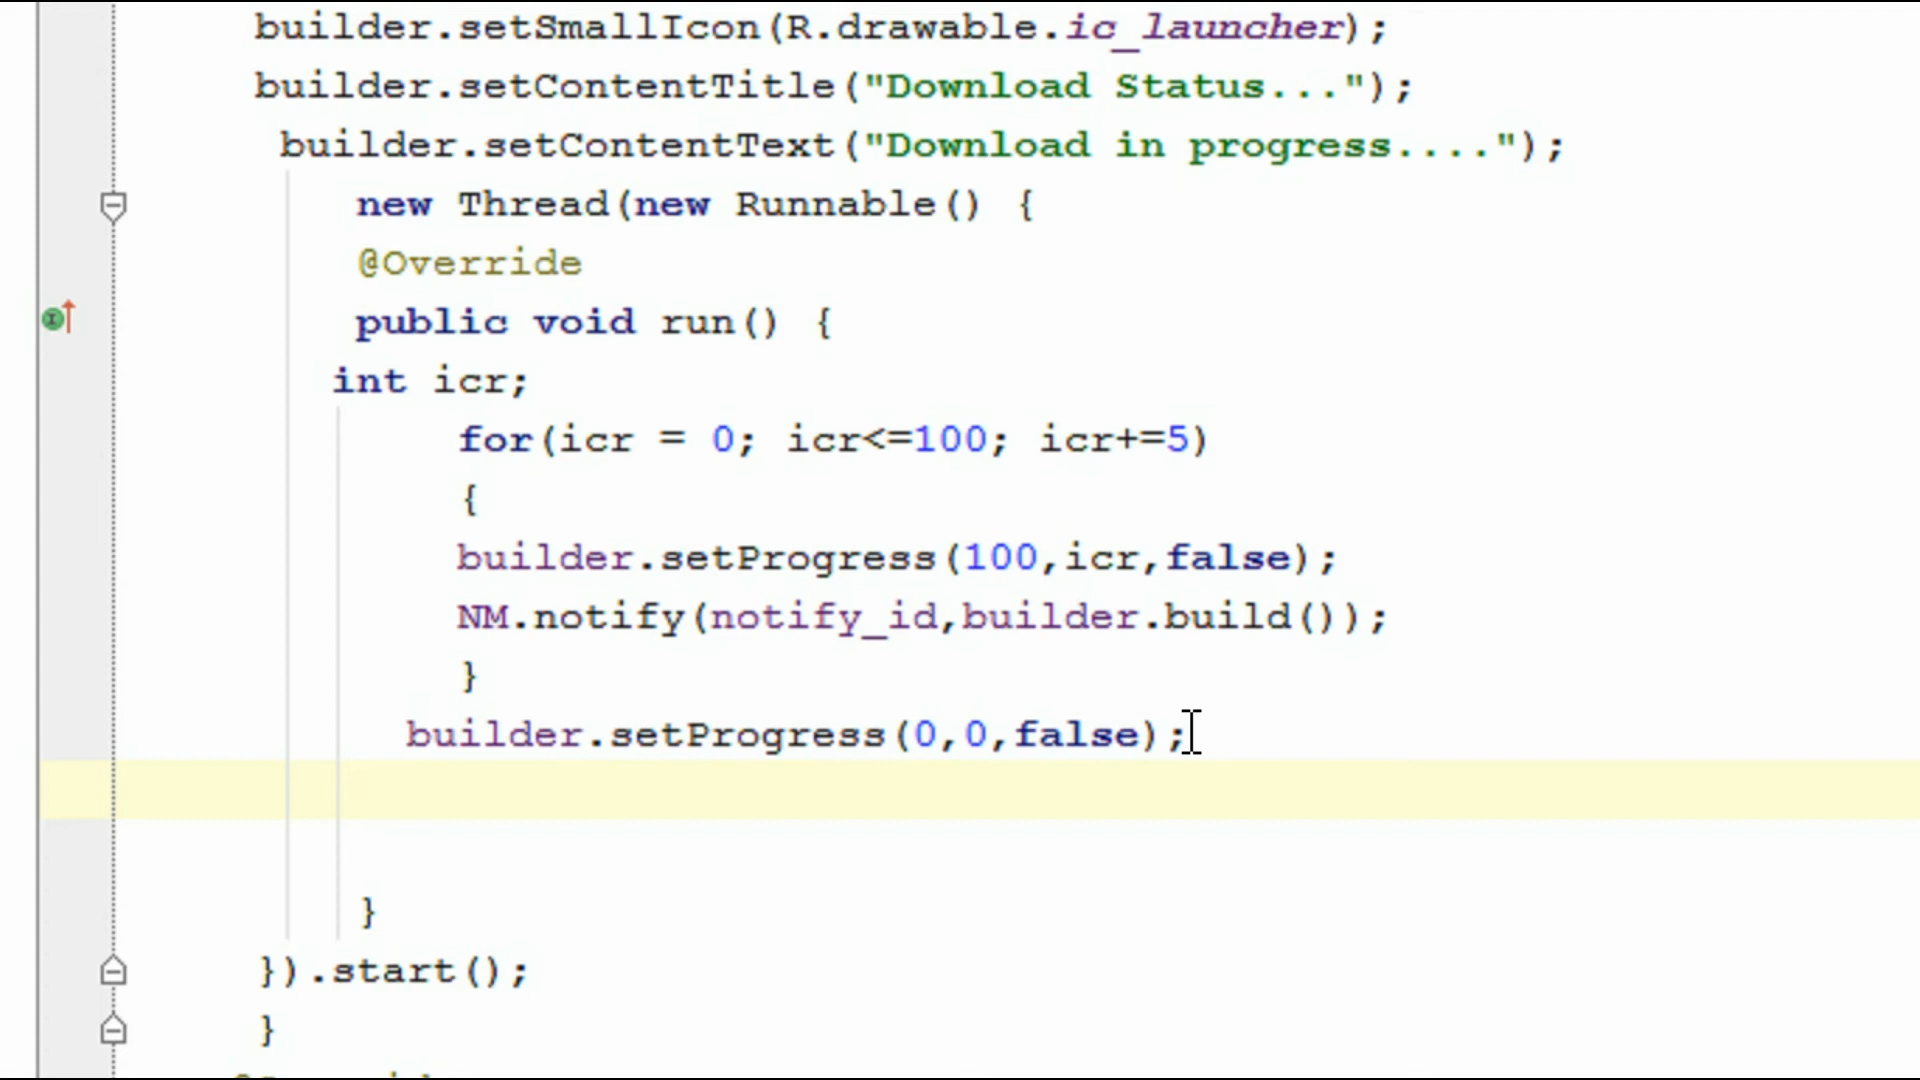 builder.setSmallIcon(R.drawable.ic_launcher);
builder.setContentTitle("Download Status...");
builder.setContentText("Download in progress....");
new Thread(new Runnable() {
@Override
public void run() {
int icr;
for(icr = 0; icr<=100; icr+=5)
{
builder.setProgress(100,icr,false);
NM.notify(notify_id,builder.build());
}
builder.setProgress(0,0,false);
}
}).start();
}